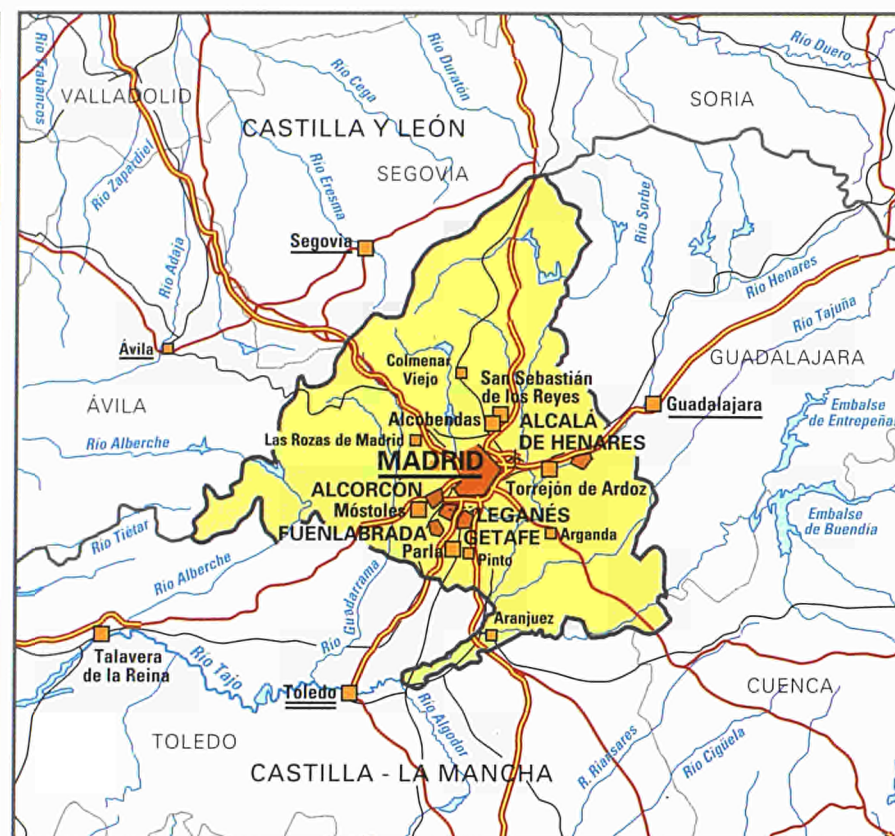 Río Trabancos
Río Duero
Río Duratón
Río Cega
VALLADOLID
SORIA
CASTILLA Y LEÓN
Río Zapardiel
SEGOVIA
Río Eresma
Río Sorbe
Segovia
Río Adaja
Río Henares
Río Tajuña
Ávila
Colmenar
Viejo
GUADALAJARA
San Sebastián
de los Reyes
ÁVILA
Guadalajara
Embalse
de Entrepeñas
Alcobendas
ALCALÁ
DE HENARES
Río Alberche
Las Rozas de Madrid
MADRID
Torrejón de Ardoz
ALCORCÓN
Móstoles
LEGANÉS
Embalse
de Buendía
Río Tiétar
FUENLABRADA
GETAFE
Arganda
Parla
Pinto
Río Alberche
Río Guadarrama
Aranjuez
Talavera
de la Reina
Río Tajo
Toledo
CUENCA
Río Algodor
TOLEDO
R. Riansares
Río Cigüela
CASTILLA - LA MANCHA